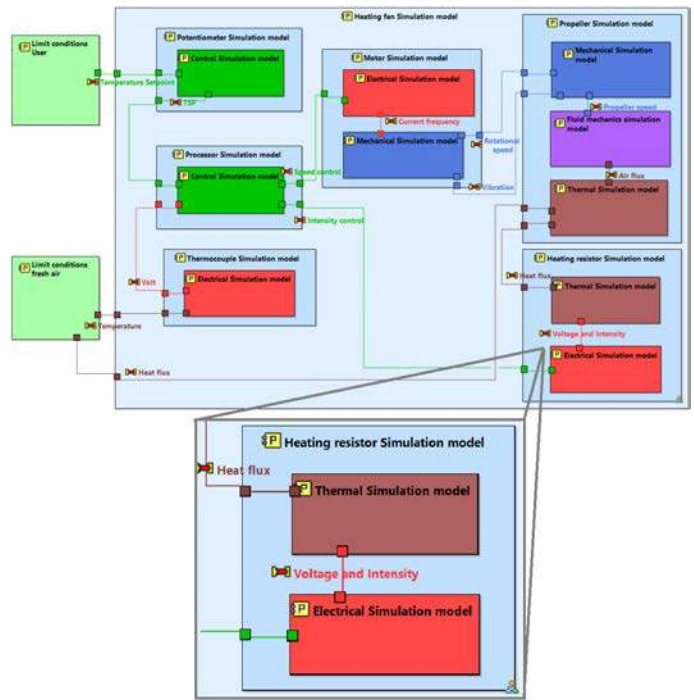 Heating fan Simulation model
Limit conditions
User
Potentiometer Simulation model
Control Simulation model
Temperature Setpoint
TSP
Motor Simulation model
Electrical Simulation model
Current frequency
Mechanical Simulation model
Rotational
speed
Vibration
Propeller Simulation model
Mechanical Simulation
model
Propeller speed
Fluid mechanics simulation
model
Air flux
Thermal Simulation model
Processor Simulation model
Speed control
Control Simulation model
Intensity control
Limit conditions
fresh air
Thermocouple Simulation model
Electrical Simulation model
Volt
Temperature
Heat flux
Heating resistor Simulation model
Heat flux
Thermal Simulation model
Voltage and Intensity
Electrical Simulation model
P Heating resistor Simulation model
Heat flux
P Thermal Simulation model
Voltage and Intensity
P Electrical Simulation model